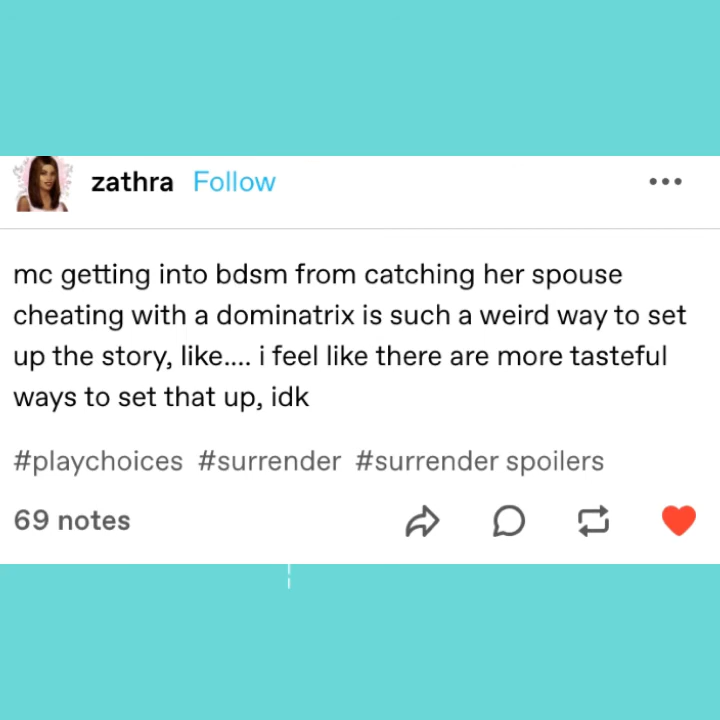 zathra Follow
mc getting into bdsm from catching her spouse
cheating with a dominatrix is such a weird way to set
up the story, like.... i feel like there are more tasteful
ways to set that up, idk
#playchoices #surrender #surrender spoilers
69 notes